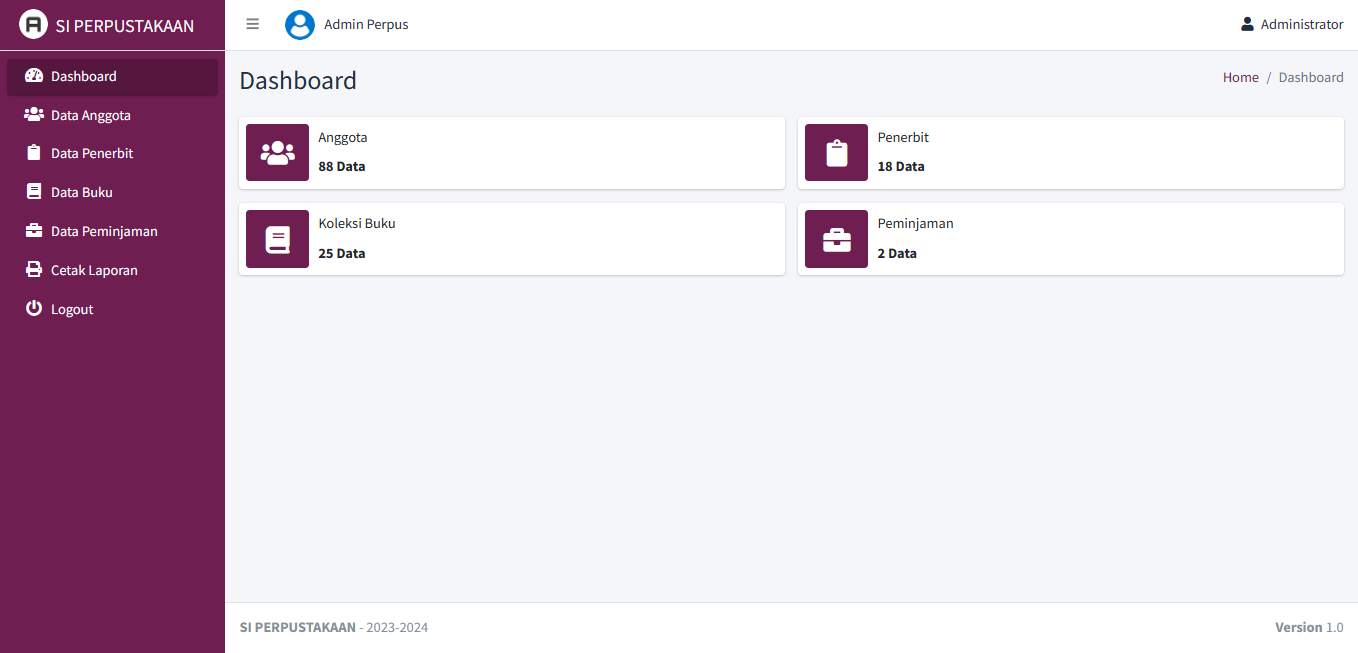 SI PERPUSTAKAAN
Admin Perpus
Administrator
Dashboard
Data Anggota
Data Penerbit
Data Buku
Data Peminjaman
Cetak Laporan
Logout
Dashboard
Home / Dashboard
Anggota
88 Data
Penerbit
18 Data
Koleksi Buku
25 Data
Peminjaman
2 Data
SI PERPUSTAKAAN - 2023-2024
Version 1.0